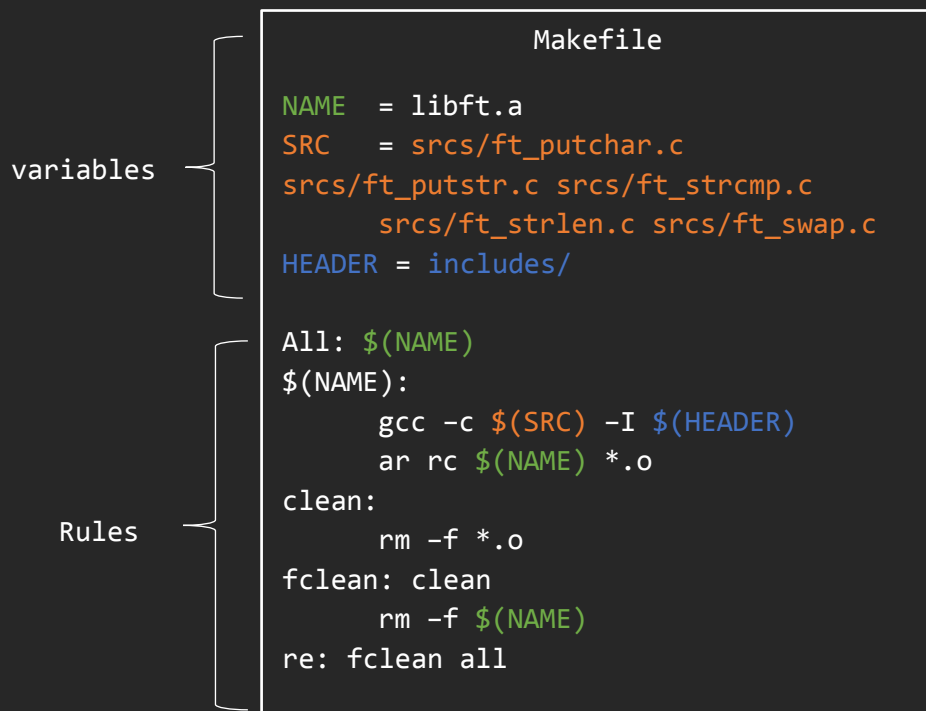 Makefile
variables
NAME = libft.a
SRC = srcs/ft_putchar.c
srcs/ft_putstr.c srcs/ft_strcmp.c
srcs/ft_strlen.c srcs/ft_swap.c
HEADER = includes/
Rules
All: $(NAME)
$(NAME):
gcc –c $(SRC) –I $(HEADER)
ar rc $(NAME) *.o
clean:
rm –f *.o
fclean: clean
rm –f $(NAME)
re: fclean all